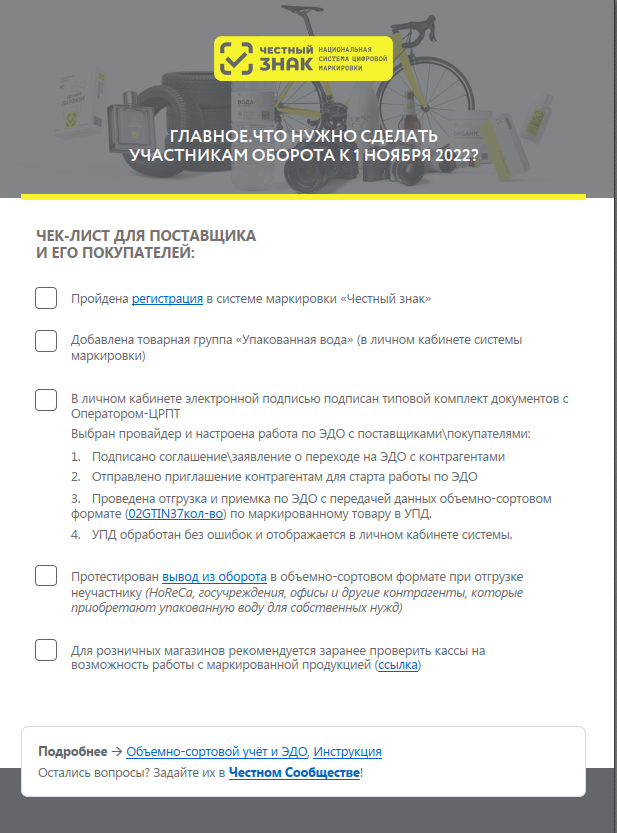 ЧЕСТНЫЙ
ЗНАК
НАЦИОНАЛЬНАЯ
СИСТЕМА ЦИФРОВОЙ
МАРКИРОВКИ
ВОДА
ORGANIC
ГЛАВНОЕ.ЧТО НУЖНО СДЕЛАТЬ
УЧАСТНИКАМ ОБОРОТА К 1 НОЯБРЯ 2022?
ЧЕК-ЛИСТ ДЛЯ ПОСТАВЩИКА
И ЕГО ПОКУПАТЕЛЕЙ:
Пройдена регистрация в системе маркировки «Честный знак»
Добавлена товарная группа «Упакованная вода» (в личном кабинете системы
маркировки)
В личном кабинете электронной подписью подписан типовой комплект документов с
Оператором-ЦРПТ
Выбран провайдер и настроена работа по ЭДО с поставщиками\покупателями:
1. Подписано соглашение\заявление о переходе на ЭДО с контрагентами
2. Отправлено приглашение контрагентам для старта работы по ЭДО
3. Проведена отгрузка и приемка по ЭДО с передачей данных объемно-сортовом
формате (02GTIN37кол-во) по маркированному товару в УПД.
4. УПД обработан без ошибок и отображается в личном кабинете системы.
Протестирован вывод из оборота в объемно-сортовом формате при отгрузке
неучастнику (HoReCa, госучреждения, офисы и другие контрагенты, которые
приобретают упакованную воду для собственных нужд)
Для розничных магазинов рекомендуется заранее проверить кассы на
возможность работы с маркированной продукцией (ссылка)
Подробнее → Объемно-сортовой учёт и ЭДО, Инструкция
Остались вопросы? Задайте их в Честном Сообществе!